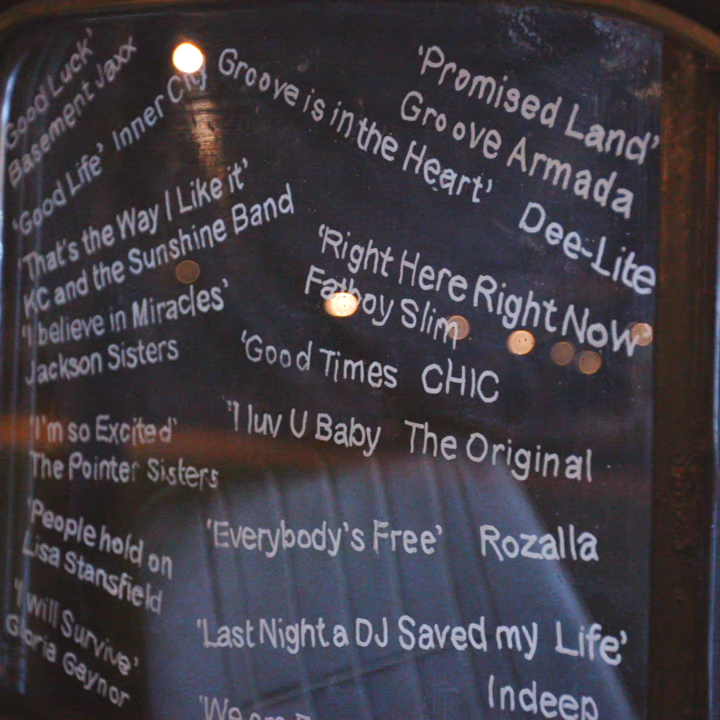 'Good Luck'
Basement Jaxx
'Good Life' Inner City
'That's the Way I Like it'
KC and the Sunshine Band
'I believe in Miracles'
Jackson Sisters
'I'm so Excited'
The Pointer Sisters
'People hold on
Lisa Stansfield
'I will Survive'
Gloria Gaynor
'Promised Land'
Groove Armada
Groove is in the Heart'
Dee-Lite
'Right Here Right Now'
Fatboy Slim
'Good Times CHIC
'I luv U Baby The Original
'Everybody's Free' Rozalla
'Last Night a DJ Saved my Life'
Indeep
'We are